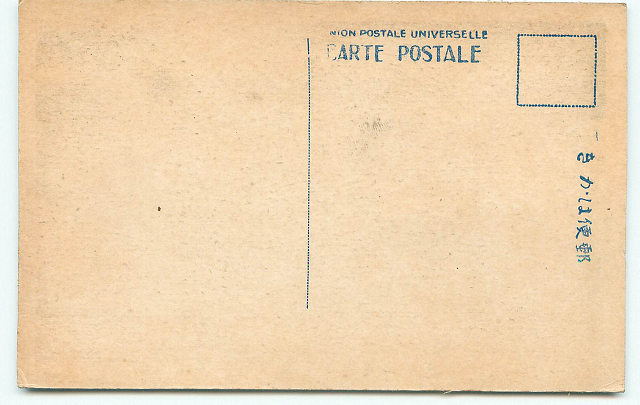 NION POSTALE UNIVERSELLE
CARTE POSTALE
郵便はかき